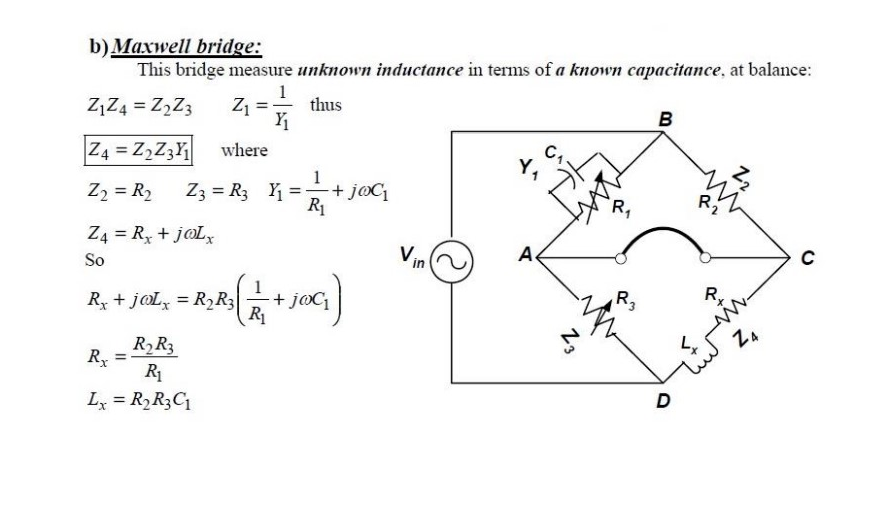 b) Maxwell bridge:
This bridge measure unknown inductance in terms of a known capacitance, at balance:
Z₁Z₄ = Z₂Z₃ Z₁ = 1/Y₁ thus
Z₄ = Z₂Z₃Y₁ where
Z₂ = R₂ Z₃ = R₃ Y₁ = 1/R₁ + jωC₁
Z₄ = Rₓ + jωLₓ
So
Rₓ + jωLₓ = R₂R₃(1/R₁ + jωC₁)
Rₓ = R₂R₃/R₁
Lₓ = R₂R₃C₁
B
Y₁
C₁
R₁
Z₂
R₂
V in
A
C
R₃
Z₃
Rₓ
Lₓ
Z₄
D